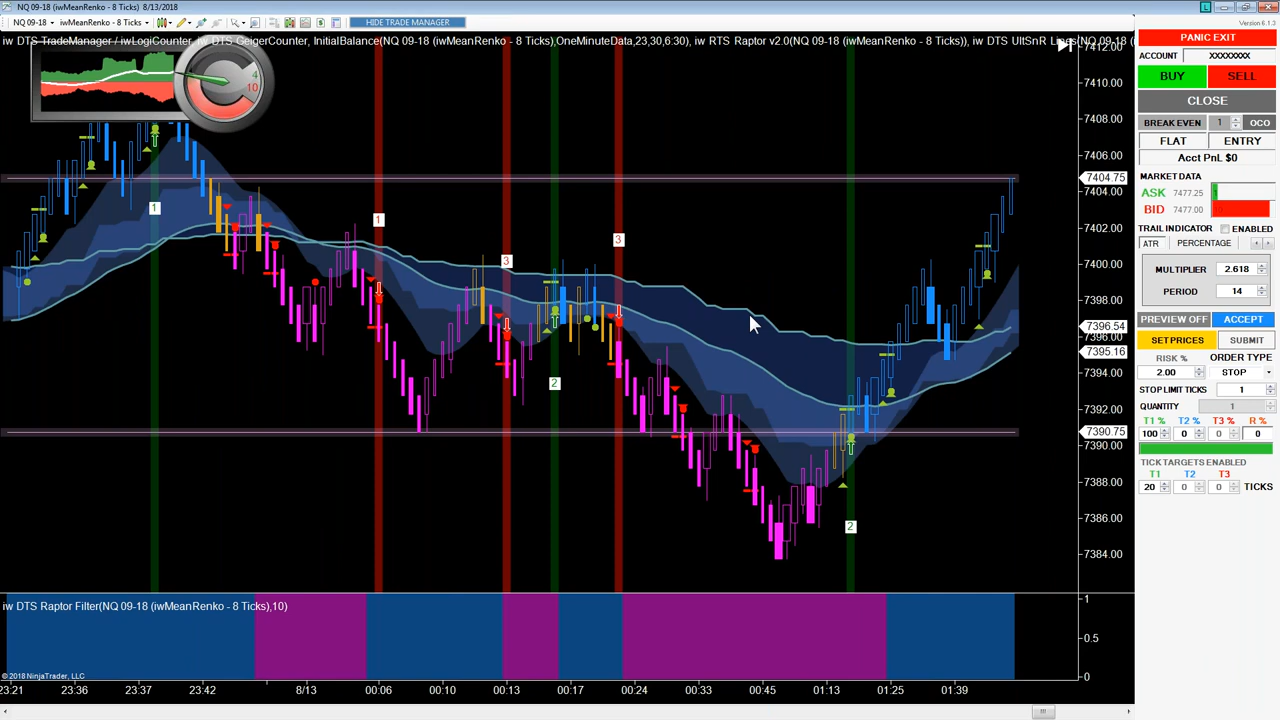 NQ 09-18 (iwMeanRenko - 8 Ticks) 8/13/2018
NQ 09-18 iwMeanRenko - 8 Ticks HIDE TRADE MANAGER
Version 6.1.3
iw DTS TradeManager / iwLogiCounter, iw DTS GeigerCounter, InitialBalance(NQ 09-18 (iwMeanRenko - 8 Ticks),OneMinuteData,23,30,6:30), iw RTS Raptor v2.0(NQ 09-18 (iwMeanRenko - 8 Ticks)), iw DTS UltSnR Lines(NQ 09-18
4
10
1
1
3
2
3
2
7412.00
7410.00
7408.00
7406.00
7404.75
7404.00
7402.00
7400.00
7398.00
7396.54
7396.00
7395.16
7394.00
7392.00
7390.75
7390.00
7388.00
7386.00
7384.00
iw DTS Raptor Filter(NQ 09-18 (iwMeanRenko - 8 Ticks),10)
1
0.5
0
© 2018 NinjaTrader, LLC
23:21 23:36 23:37 23:42 8/13 00:06 00:10 00:13 00:17 00:24 00:33 00:45 01:13 01:25 01:39
PANIC EXIT
ACCOUNT XXXXXXXX
BUY SELL
CLOSE
BREAK EVEN 1 OCO
FLAT ENTRY
Acct PnL $0
MARKET DATA
ASK 7477.25
BID 7477.00
TRAIL INDICATOR ENABLED
ATR PERCENTAGE
MULTIPLIER 2.618
PERIOD 14
PREVIEW OFF ACCEPT
SET PRICES SUBMIT
RISK % ORDER TYPE
2.00 STOP
STOP LIMIT TICKS 1
QUANTITY 1
T1 % T2 % T3 % R %
100 0 0 0
TICK TARGETS ENABLED
T1 T2 T3
20 0 0 TICKS